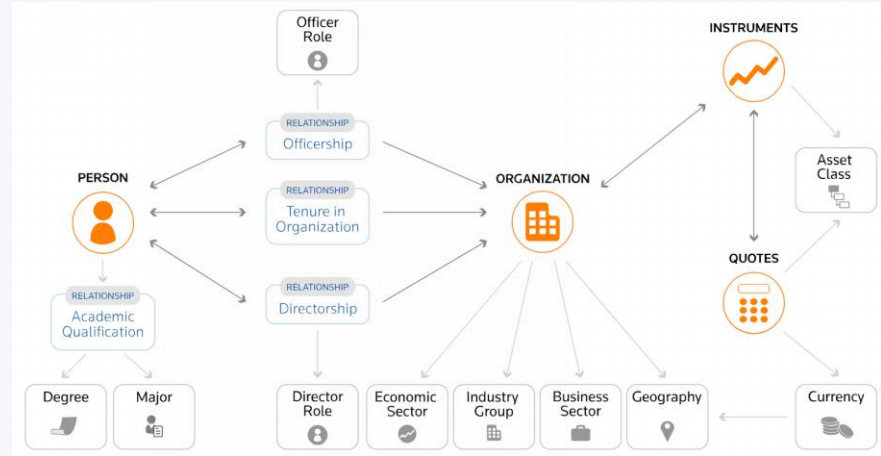 Officer
Role
INSTRUMENTS
RELATIONSHIP
Officership
Asset
Class
PERSON
RELATIONSHIP
Tenure in
Organization
ORGANIZATION
QUOTES
RELATIONSHIP
Academic
Qualification
RELATIONSHIP
Directorship
Degree
Major
Director
Role
Economic
Sector
Industry
Group
Business
Sector
Geography
Currency